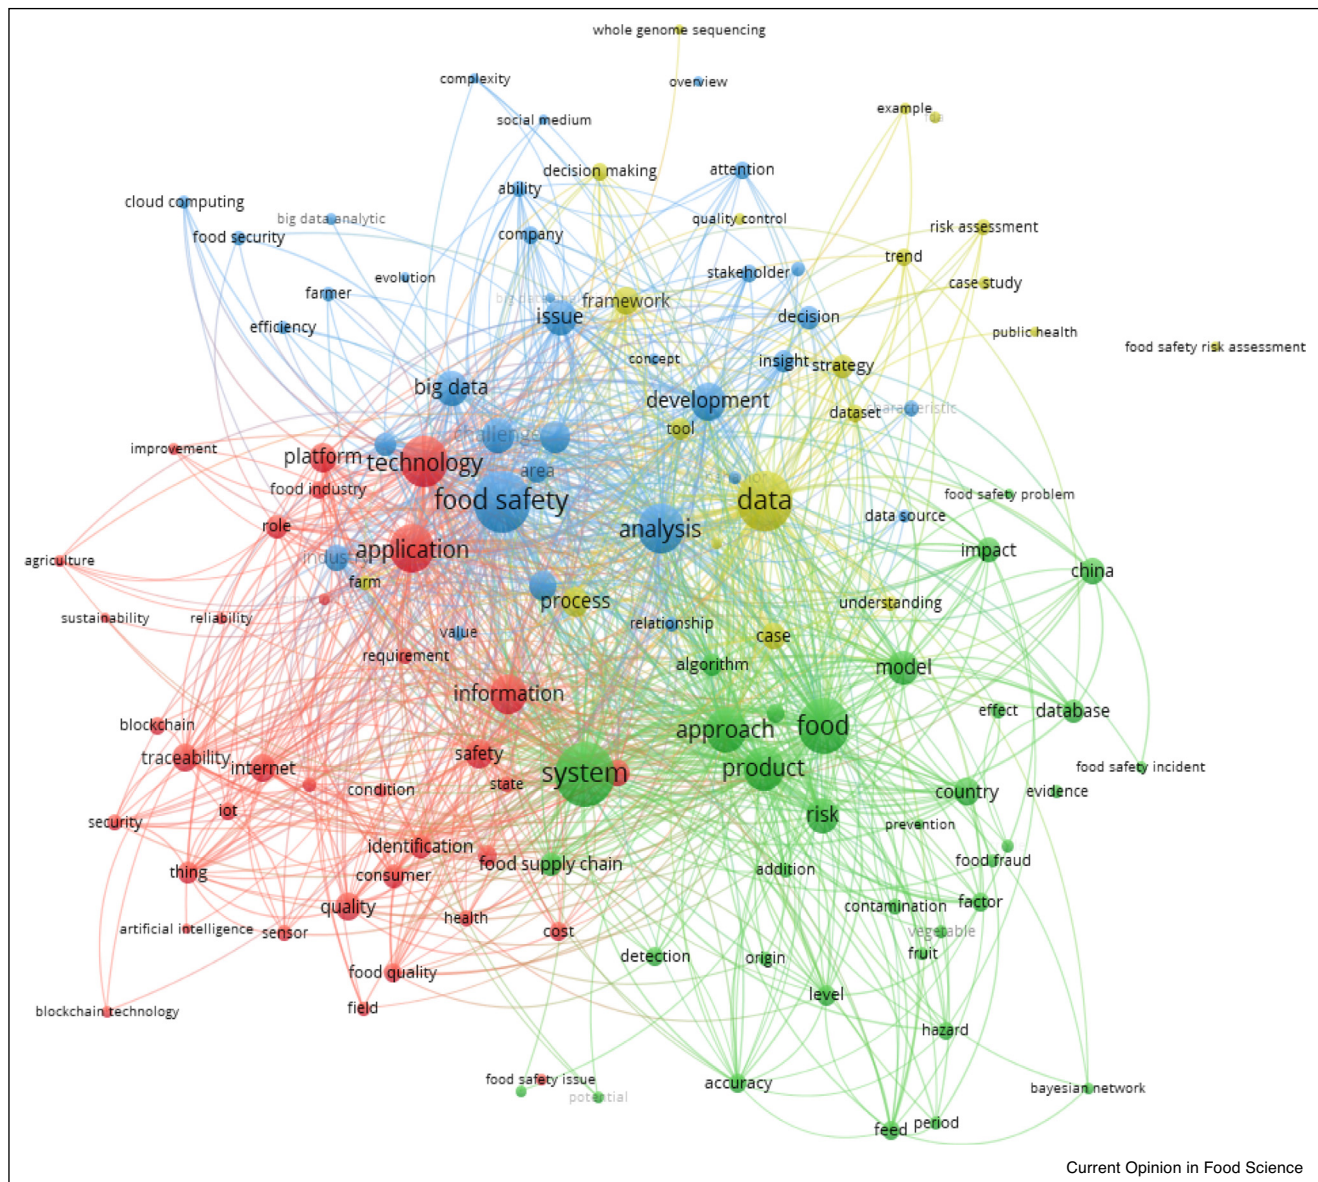 whole genome sequencing
complexity
overview
example
fda
social medium
decision making
attention
ability
cloud computing
big data analytic
quality control
risk assessment
food security
company
trend
evolution
stakeholder
case study
farmer
framework
issue
decision
efficiency
public health
food safety risk assessment
concept
insight
strategy
big data
development
dataset
characteristic
tool
challenge
improvement
platform
technology
area
food industry
food safety
data
food safety problem
role
analysis
data source
application
impact
industry
agriculture
china
farm
process
understanding
sustainability
reliability
value
relationship
case
requirement
algorithm
model
information
blockchain
approach
food
effect
database
traceability
internet
safety
system
product
food safety incident
condition
state
country
evidence
iot
security
risk
prevention
identification
food supply chain
food fraud
thing
consumer
addition
quality
contamination
factor
health
artificial intelligence
sensor
cost
vegetable
fruit
detection
origin
food quality
level
field
blockchain technology
hazard
food safety issue
accuracy
bayesian network
potential
feed
period
Current Opinion in Food Science